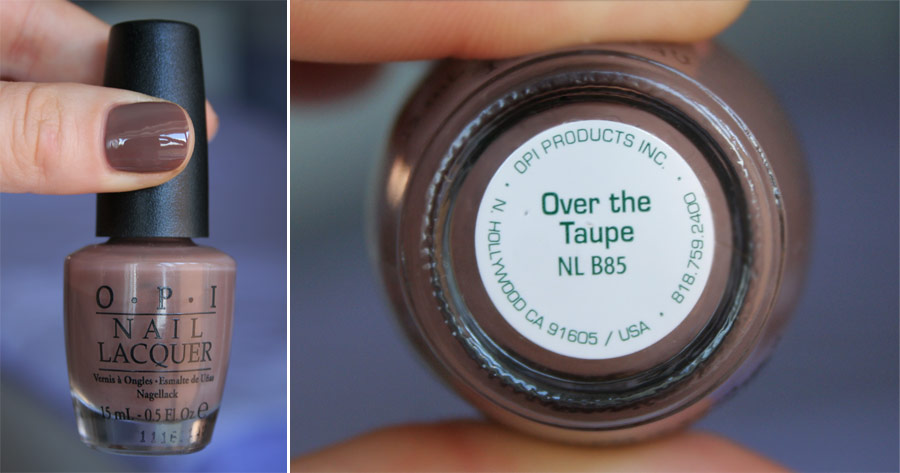 O·P·I
NAIL
LACQUER
Vernis à Ongles · Esmalte de Uñas
Nagellack
15 mL - 0.5 Fl. Oz e
OPI PRODUCTS INC. · 818.759.2400 · N. HOLLYWOOD CA 91605 / USA ·
Over the
Taupe
NL B85